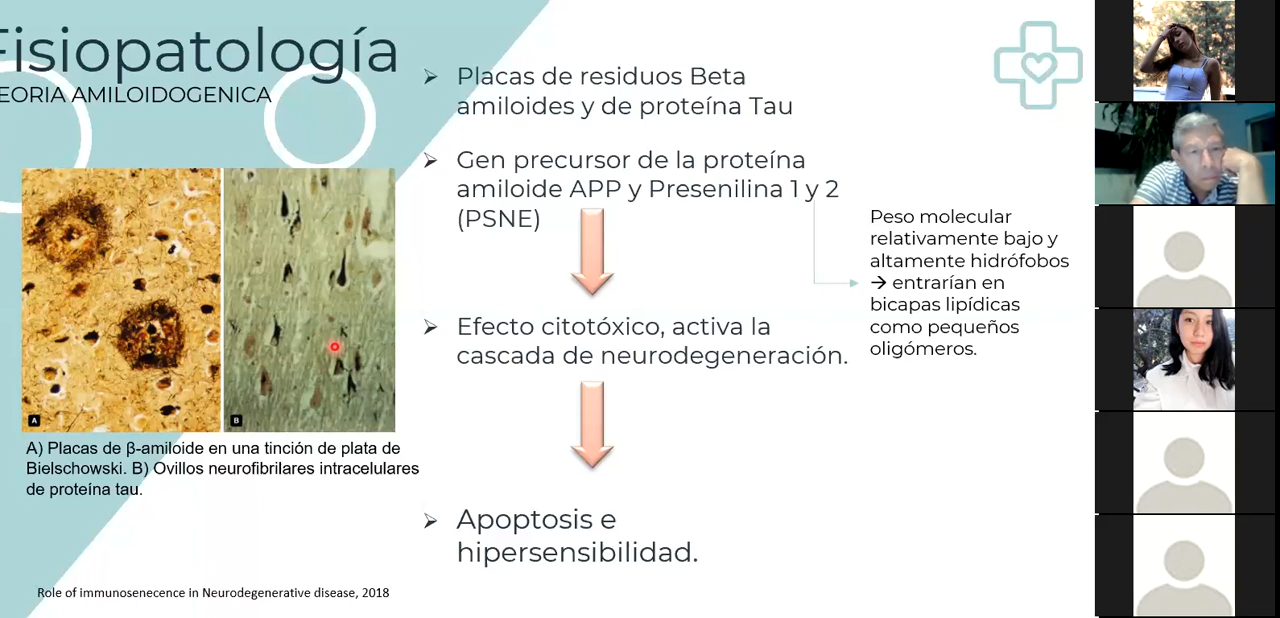 Fisiopatología
EORIA AMILOIDOGENICA
➢ Placas de residuos Beta
amiloides y de proteína Tau
➢ Gen precursor de la proteína
amiloide APP y Presenilina 1 y 2
(PSNE)
Peso molecular
relativamente bajo y
altamente hidrófobos
→ entrarían en
bicapas lipídicas
como pequeños
oligómeros.
➢ Efecto citotóxico, activa la
cascada de neurodegeneración.
➢ Apoptosis e
hipersensibilidad.
A
B
A) Placas de β-amiloide en una tinción de plata de
Bielschowski. B) Ovillos neurofibrilares intracelulares
de proteína tau.
Role of immunosenecence in Neurodegenerative disease, 2018